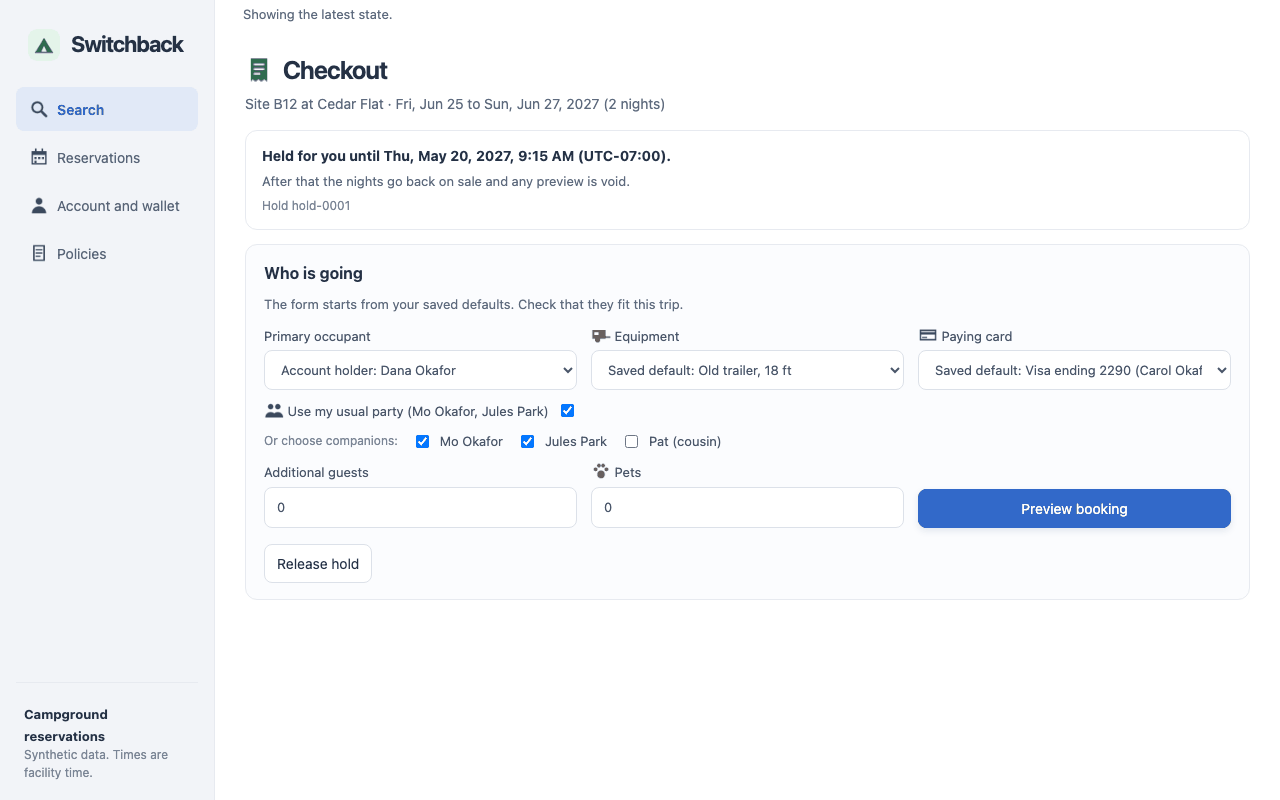 Switchback
Search
Reservations
Account and wallet
Policies
Campground
reservations
Synthetic data. Times are
facility time.
Showing the latest state.
Checkout
Site B12 at Cedar Flat · Fri, Jun 25 to Sun, Jun 27, 2027 (2 nights)
Held for you until Thu, May 20, 2027, 9:15 AM (UTC-07:00).
After that the nights go back on sale and any preview is void.
Hold hold-0001
Who is going
The form starts from your saved defaults. Check that they fit this trip.
Primary occupant
Account holder: Dana Okafor
Equipment
Saved default: Old trailer, 18 ft
Paying card
Saved default: Visa ending 2290 (Carol Okaf
Use my usual party (Mo Okafor, Jules Park)
Or choose companions: Mo Okafor Jules Park Pat (cousin)
Additional guests
0
Pets
0
Preview booking
Release hold